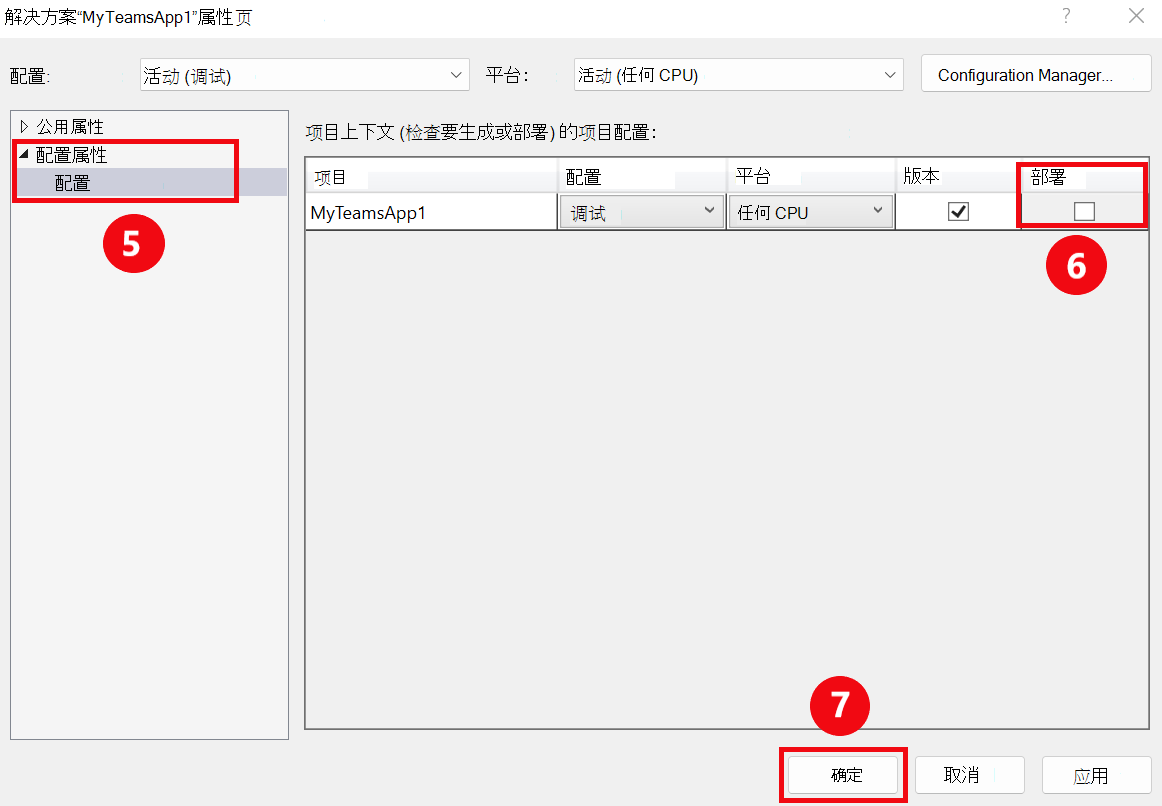 解决方案“MyTeamsApp1”属性页
配置: 活动 (调试) 平台: 活动 (任何 CPU) Configuration Manager...
公用属性
配置属性
配置
5
项目上下文 (检查要生成或部署) 的项目配置:
项目 配置 平台 版本 部署
MyTeamsApp1 调试 任何 CPU
6
7
确定 取消 应用